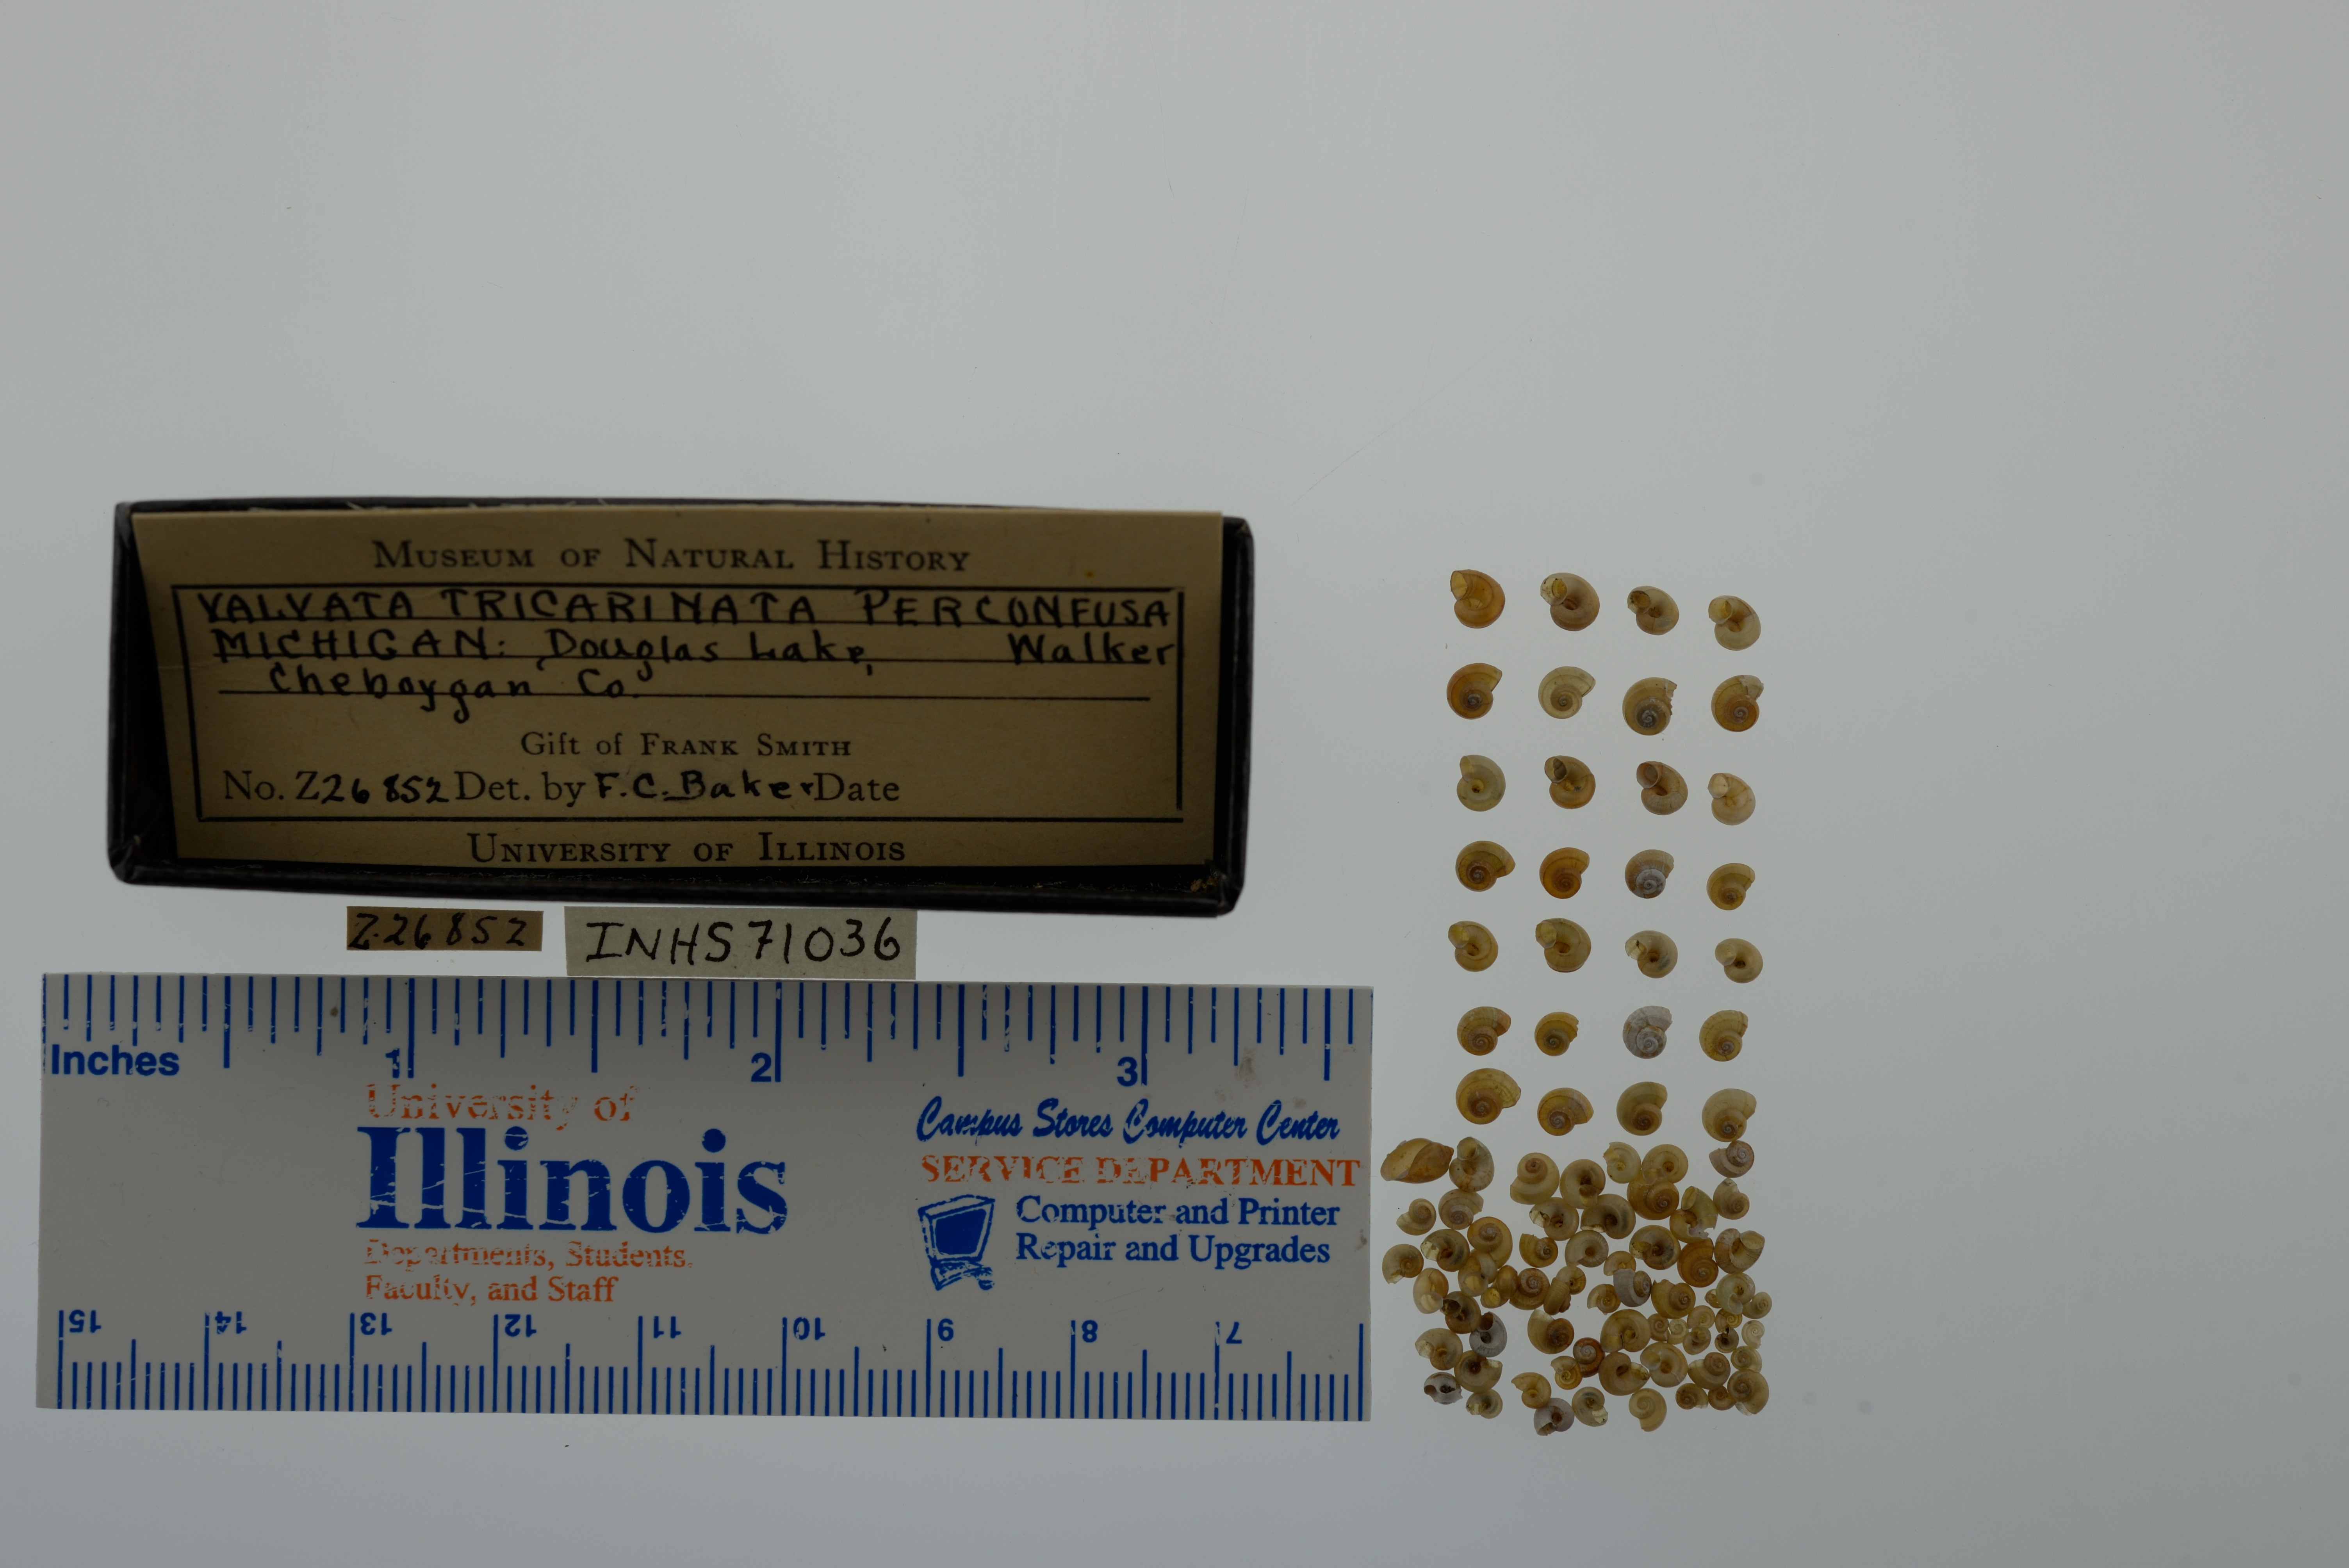 MUSEUM OF NATURAL HISTORY
VALVATA TRICARINATA PERCONFUSA
MICHIGAN: Douglas Lake, Walker
Cheboygan Co.
Gift of FRANK SMITH
No. Z26852 Det. by F.C. Baker Date
UNIVERSITY OF ILLINOIS
Z26852
INHS71036
Inches 1 2 3
University of
Illinois
Departments, Students,
Faculty, and Staff
Campus Stores Computer Center
SERVICE DEPARTMENT
Computer and Printer
Repair and Upgrades
15 14 13 12 11 10 9 8 7